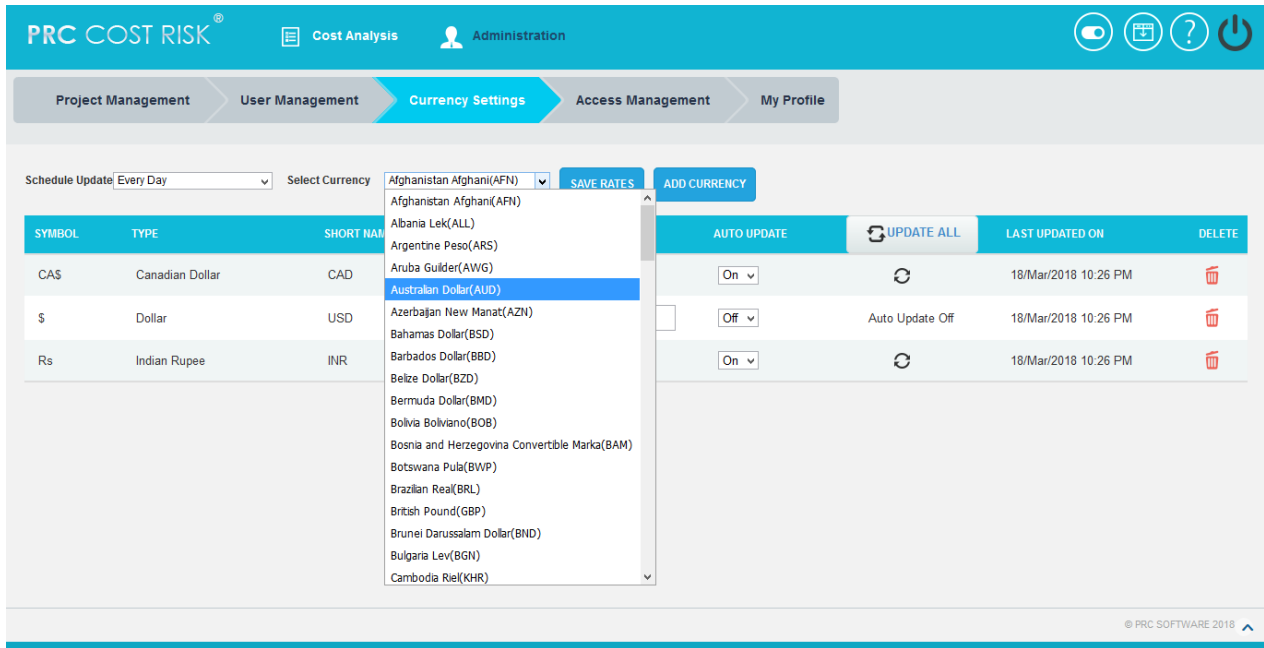 PRC COST RISK®
Cost Analysis
Administration
?
Project Management
User Management
Currency Settings
Access Management
My Profile
Schedule Update Every Day
Select Currency Afghanistan Afghani(AFN)
SAVE RATES
ADD CURRENCY
SYMBOL TYPE SHORT NAM AUTO UPDATE UPDATE ALL LAST UPDATED ON DELETE
CA$ Canadian Dollar CAD On 18/Mar/2018 10:26 PM
$ Dollar USD Off Auto Update Off 18/Mar/2018 10:26 PM
Rs Indian Rupee INR On 18/Mar/2018 10:26 PM
Afghanistan Afghani(AFN)
Albania Lek(ALL)
Argentine Peso(ARS)
Aruba Guilder(AWG)
Australian Dollar(AUD)
Azerbaijan New Manat(AZN)
Bahamas Dollar(BSD)
Barbados Dollar(BBD)
Belize Dollar(BZD)
Bermuda Dollar(BMD)
Bolivia Boliviano(BOB)
Bosnia and Herzegovina Convertible Marka(BAM)
Botswana Pula(BWP)
Brazilian Real(BRL)
British Pound(GBP)
Brunei Darussalam Dollar(BND)
Bulgaria Lev(BGN)
Cambodia Riel(KHR)
© PRC SOFTWARE 2018